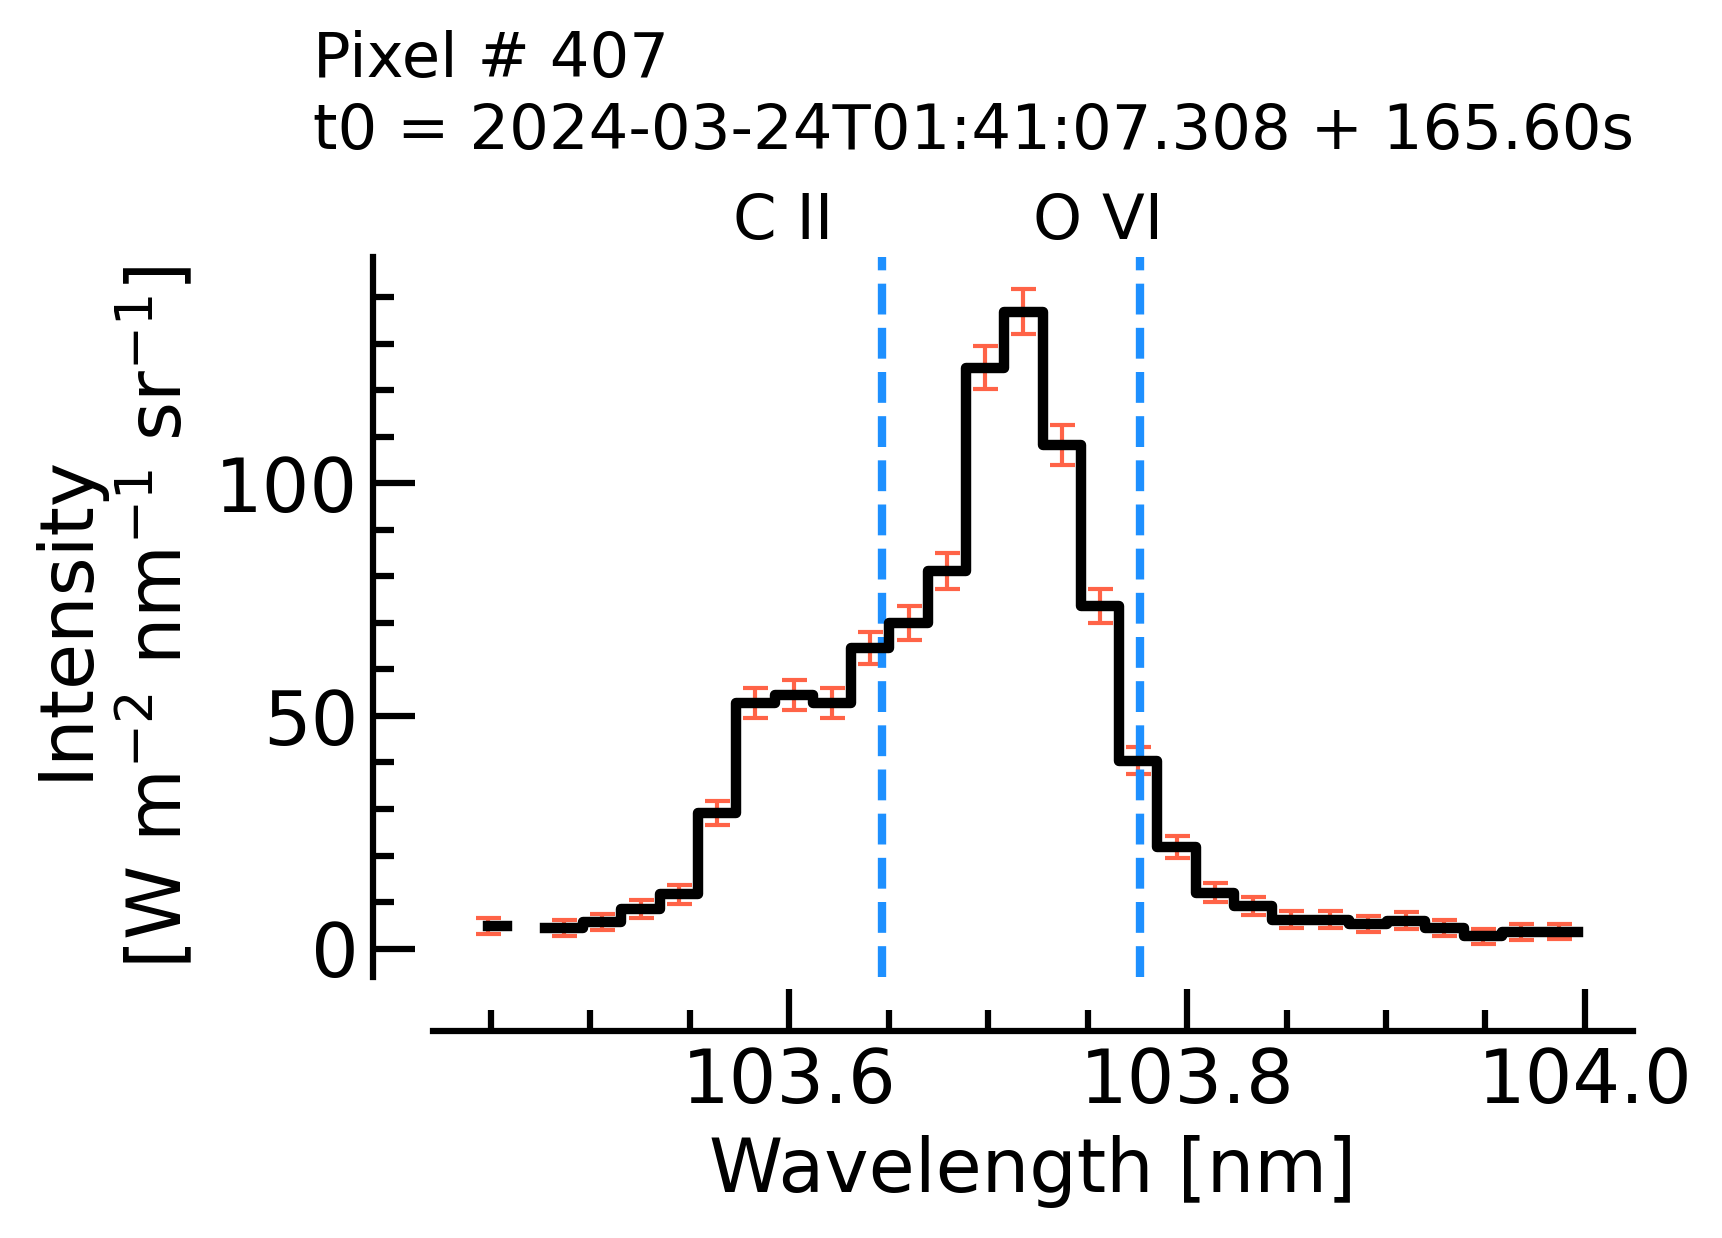 Pixel # 407
t0 = 2024-03-24T01:41:07.308 + 165.60s
C II O VI
Intensity
[W m⁻² nm⁻¹ sr⁻¹]
100
50
0
103.6 103.8 104.0
Wavelength [nm]